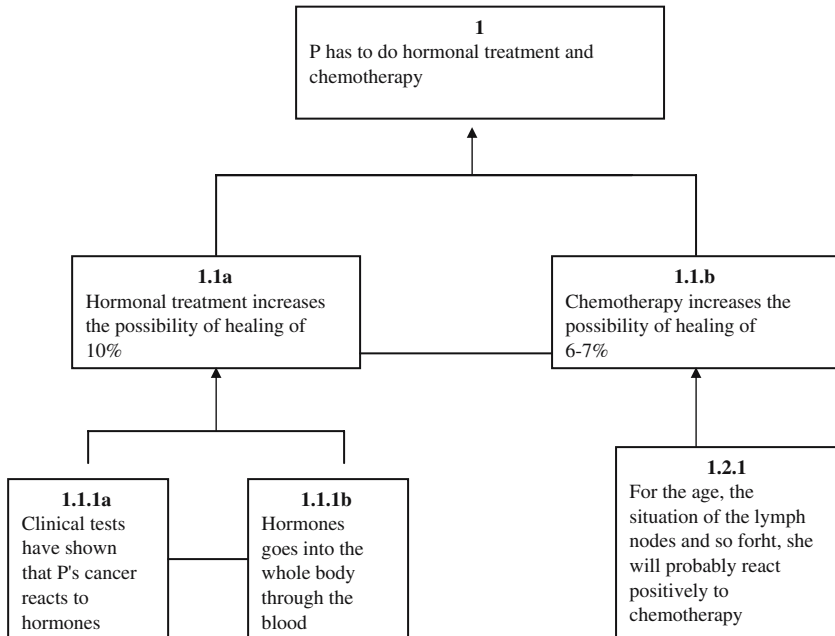 1
P has to do hormonal treatment and
chemotherapy
1.1a
Hormonal treatment increases
the possibility of healing of
10%
1.1.b
Chemotherapy increases the
possibility of healing of
6-7%
1.1.1a
Clinical tests
have shown
that P's cancer
reacts to
hormones
1.1.1b
Hormones
goes into the
whole body
through the
blood
1.2.1
For the age, the
situation of the lymph
nodes and so forht, she
will probably react
positively to
chemotherapy